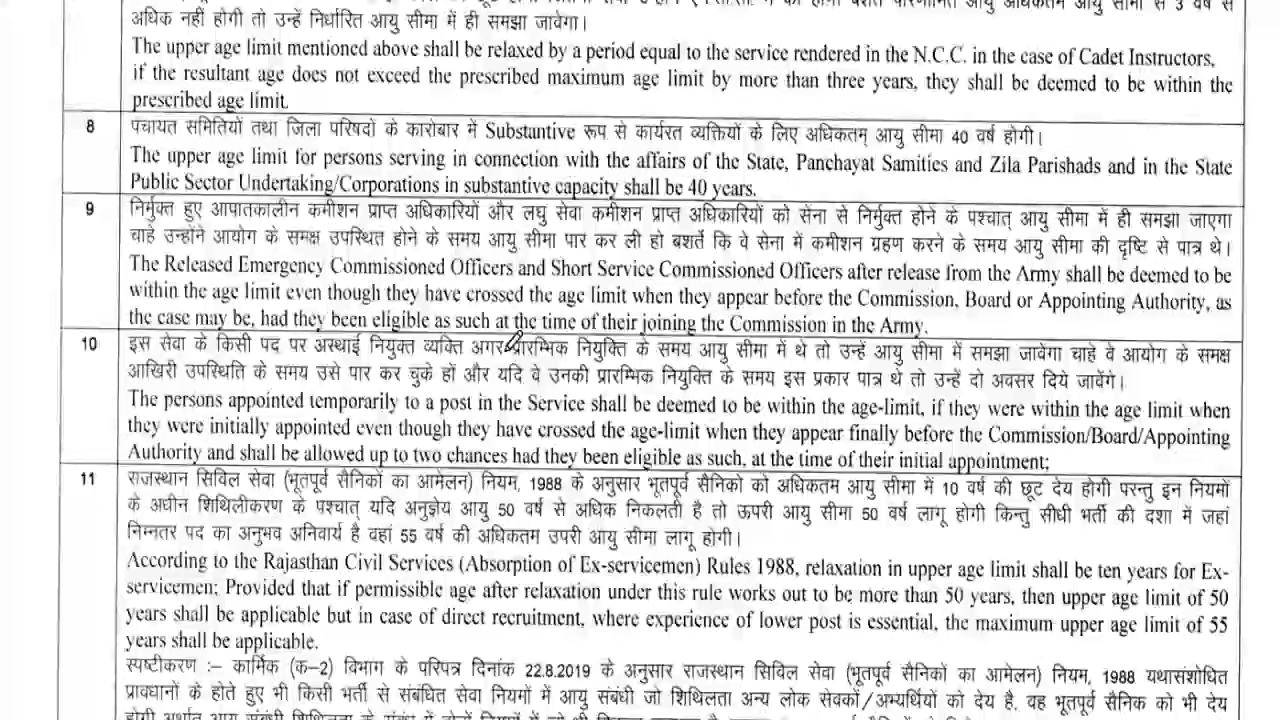 अधिक नहीं होगी तो उन्हें निर्धारित आयु सीमा में ही समझा जावेगा।
The upper age limit mentioned above shall be relaxed by a period equal to the service rendered in the N.C.C. in the case of Cadet Instructors,
if the resultant age does not exceed the prescribed maximum age limit by more than three years, they shall be deemed to be within the
prescribed age limit.
8 पंचायत समितियों तथा जिला परिषदों के कारोबार में Substantive रूप से कार्यरत व्यक्तियों के लिए अधिकतम् आयु सीमा 40 वर्ष होगी।
The upper age limit for persons serving in connection with the affairs of the State, Panchayat Samities and Zila Parishads and in the State
Public Sector Undertaking/Corporations in substantive capacity shall be 40 years.
9 निर्मुक्त हुए आपातकालीन कमीशन प्राप्त अधिकारियों और लघु सेवा कमीशन प्राप्त अधिकारियों को सेना से निर्मुक्त होने के पश्चात् आयु सीमा में ही समझा जाएगा
चाहे उन्होंने आयोग के समक्ष उपस्थित होने के समय आयु सीमा पार कर ली हो बशर्ते कि वे सेना में कमीशन ग्रहण करने के समय आयु सीमा की दृष्टि से पात्र थे।
The Released Emergency Commissioned Officers and Short Service Commissioned Officers after release from the Army shall be deemed to be
within the age limit even though they have crossed the age limit when they appear before the Commission, Board or Appointing Authority, as
the case may be, had they been eligible as such at the time of their joining the Commission in the Army.
10 इस सेवा के किसी पद पर अस्थाई नियुक्त व्यक्ति अगर प्रारम्भिक नियुक्ति के समय आयु सीमा में थे तो उन्हें आयु सीमा में समझा जावेगा चाहे वे आयोग के समक्ष
आखिरी उपस्थिति के समय उसे पार कर चुके हों और यदि वे उनकी प्रारम्भिक नियुक्ति के समय इस प्रकार पात्र थे तो उन्हें दो अवसर दिये जावेंगे।
The persons appointed temporarily to a post in the Service shall be deemed to be within the age-limit, if they were within the age limit when
they were initially appointed even though they have crossed the age-limit when they appear finally before the Commission/Board/Appointing
Authority and shall be allowed up to two chances had they been eligible as such, at the time of their initial appointment;
11 राजस्थान सिविल सेवा (भूतपूर्व सैनिकों का आमेलन) नियम, 1988 के अनुसार भूतपूर्व सैनिको को अधिकतम आयु सीमा में 10 वर्ष की छूट देय होगी परन्तु इन नियमों
के अधीन शिथिलीकरण के पश्चात् यदि अनुज्ञेय आयु 50 वर्ष से अधिक निकलती है तो ऊपरी आयु सीमा 50 वर्ष लागू होगी किन्तु सीधी भर्ती की दशा में जहां
निम्नतर पद का अनुभव अनिवार्य है वहां 55 वर्ष की अधिकतम उपरी आयु सीमा लागू होगी।
According to the Rajasthan Civil Services (Absorption of Ex-servicemen) Rules 1988, relaxation in upper age limit shall be ten years for Ex-
servicemen; Provided that if permissible age after relaxation under this rule works out to be more than 50 years, then upper age limit of 50
years shall be applicable but in case of direct recruitment, where experience of lower post is essential, the maximum upper age limit of 55
years shall be applicable.
स्पष्टीकरण :– कार्मिक (क–2) विभाग के परिपत्र दिनांक 22.8.2019 के अनुसार राजस्थान सिविल सेवा (भूतपूर्व सैनिकों का आमेलन) नियम, 1988 यथासंशोधित
प्रावधानों के होते हुए भी किसी भर्ती से संबंधित सेवा नियमों में आयु संबंधी जो शिथिलता अन्य लोक सेवकों/अभ्यर्थियों को देय है, वह भूतपूर्व सैनिक को भी देय